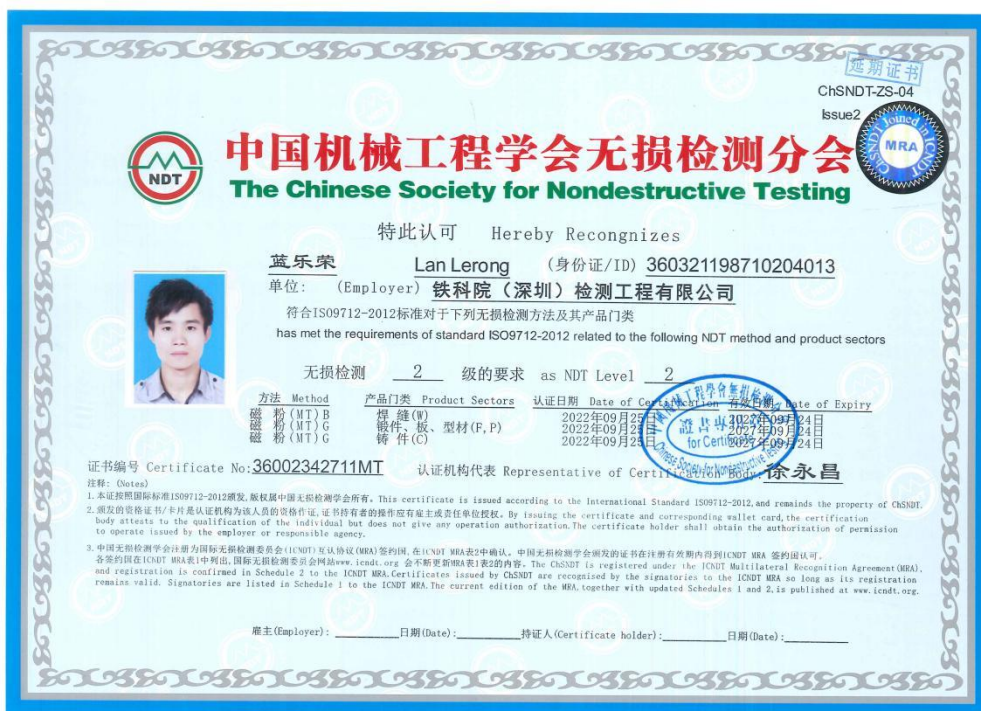 延期证书
ChSNDT-ZS-04
Issue2
ChSNDT Joined in ICNDT
MRA
NDT
中国机械工程学会无损检测分会
The Chinese Society for Nondestructive Testing
特此认可 Hereby Recongnizes
蓝乐荣 Lan Lerong (身份证/ID) 360321198710204013
单位: (Employer) 铁科院（深圳）检测工程有限公司
符合ISO9712-2012标准对于下列无损检测方法及其产品门类
has met the requirements of standard ISO9712-2012 related to the following NDT method and product sectors
无损检测 2 级的要求 as NDT Level 2
方法 Method 产品门类 Product Sectors 认证日期 Date of Certification 有效日期 Date of Expiry
磁 粉(MT)B 焊 缝(W) 2022年09月25日 2027年09月24日
磁 粉(MT)G 锻件、板、型材(F,P) 2022年09月25日 2027年09月24日
磁 粉(MT)G 铸 件(C) 2022年09月25日 2027年09月24日
中國機械工程學會無損檢測分會
證書專用章
for Certificate
Chinese Society for Nondestructive Testing
证书编号 Certificate No:36002342711MT 认证机构代表 Representative of Certification Body:徐永昌
注释: (Notes)
1.本证按照国际标准ISO9712-2012颁发,版权属中国无损检测学会所有。This certificate is issued according to the International Standard ISO9712-2012,and remainds the property of ChSNDT.
2.颁发的资格证书/卡片是认证机构为该人员的资格作证,证书持有者的操作应有雇主或责任单位授权。By issuing the certificate and corresponding wallet card,the certification
body attests to the qualification of the individual but does not give any operation authorization.The certificate holder shall obtain the authorization of permission
to operate issued by the employer or responsible agency.
3.中国无损检测学会注册为国际无损检测委员会(ICNDT)互认协议(MRA)签约国,在ICNDT MRA表2中确认。中国无损检测学会颁发的证书在注册有效期内得到ICNDT MRA 签约国认可。
各签约国在ICNDT MRA表1中列出,国际无损检测委员会网站www.icndt.org 会不断更新MRA表1表2的内容。The ChSNDT is registered under the ICNDT Multilateral Recognition Agreement(MRA),
and registration is confirmed in Schedule 2 to the ICNDT MRA.Certificates issued by ChSNDT are recognised by the signatories to the ICNDT MRA so long as its registration
remains valid. Signatories are listed in Schedule 1 to the ICNDT MRA.The current edition of the MRA,together with updated Schedules 1 and 2,is published at www.icndt.org.
雇主(Employer): 日期(Date): 持证人(Certificate holder): 日期(Date):